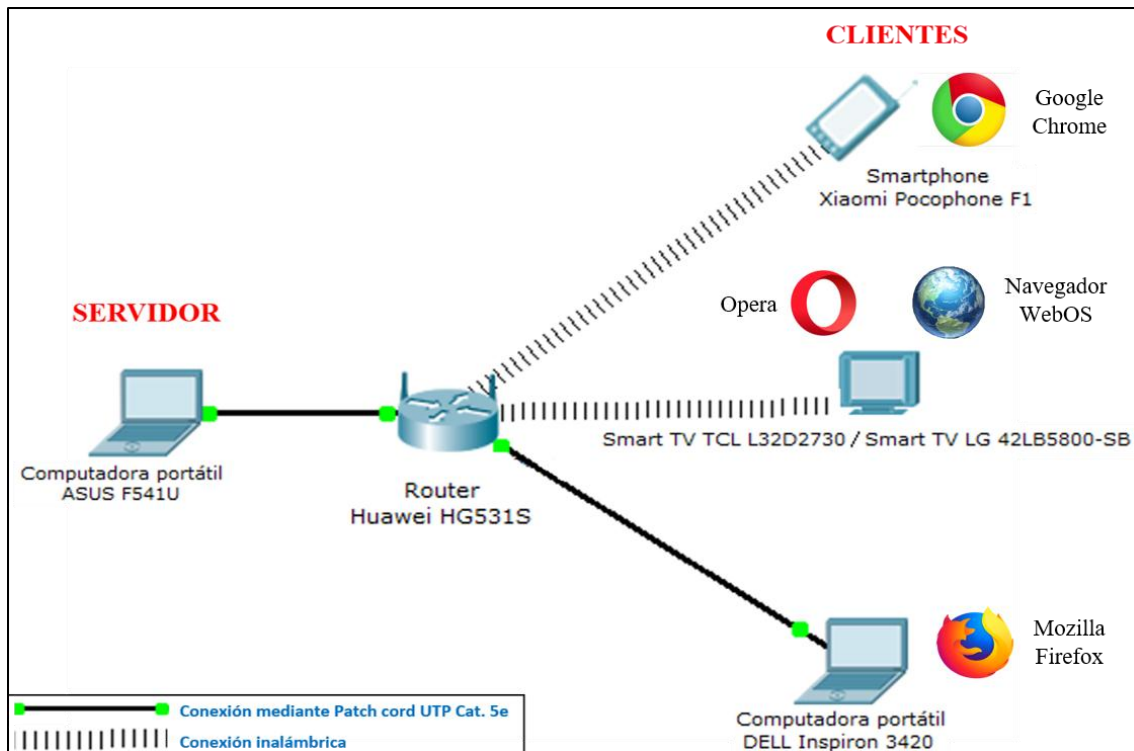 CLIENTES
Google
Chrome
Smartphone
Xiaomi Pocophone F1
Opera
Navegador
WebOS
SERVIDOR
Smart TV TCL L32D2730 / Smart TV LG 42LB5800-SB
Computadora portátil
ASUS F541U
Router
Huawei HG531S
Mozilla
Firefox
Computadora portátil
DELL Inspiron 3420
Conexión mediante Patch cord UTP Cat. 5e
Conexión inalámbrica